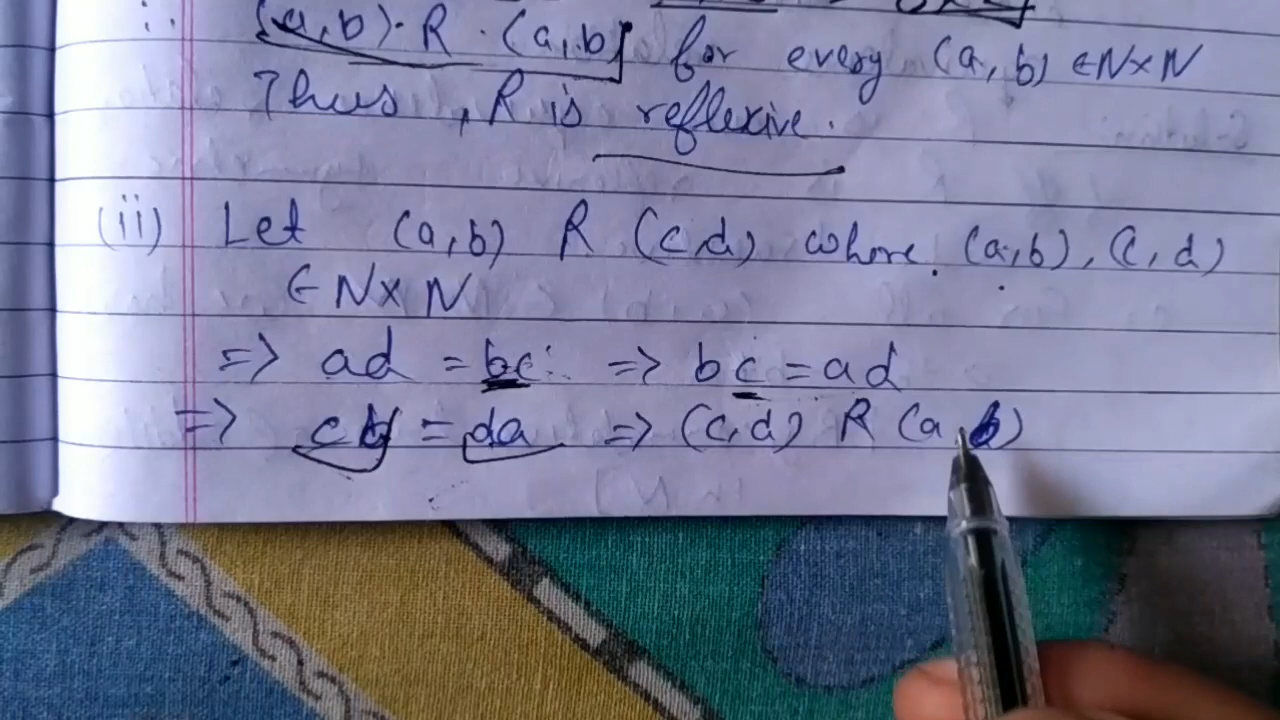 ∴ (a,b) · R · (a,b) for every (a,b) ∈ N×N
Thus, R is reflexive.
(ii) Let (a,b) R (c,d) where (a,b), (c,d)
∈ N×N
=> ad = bc => bc = ad
=> cb = da => (c,d) R (a,b)